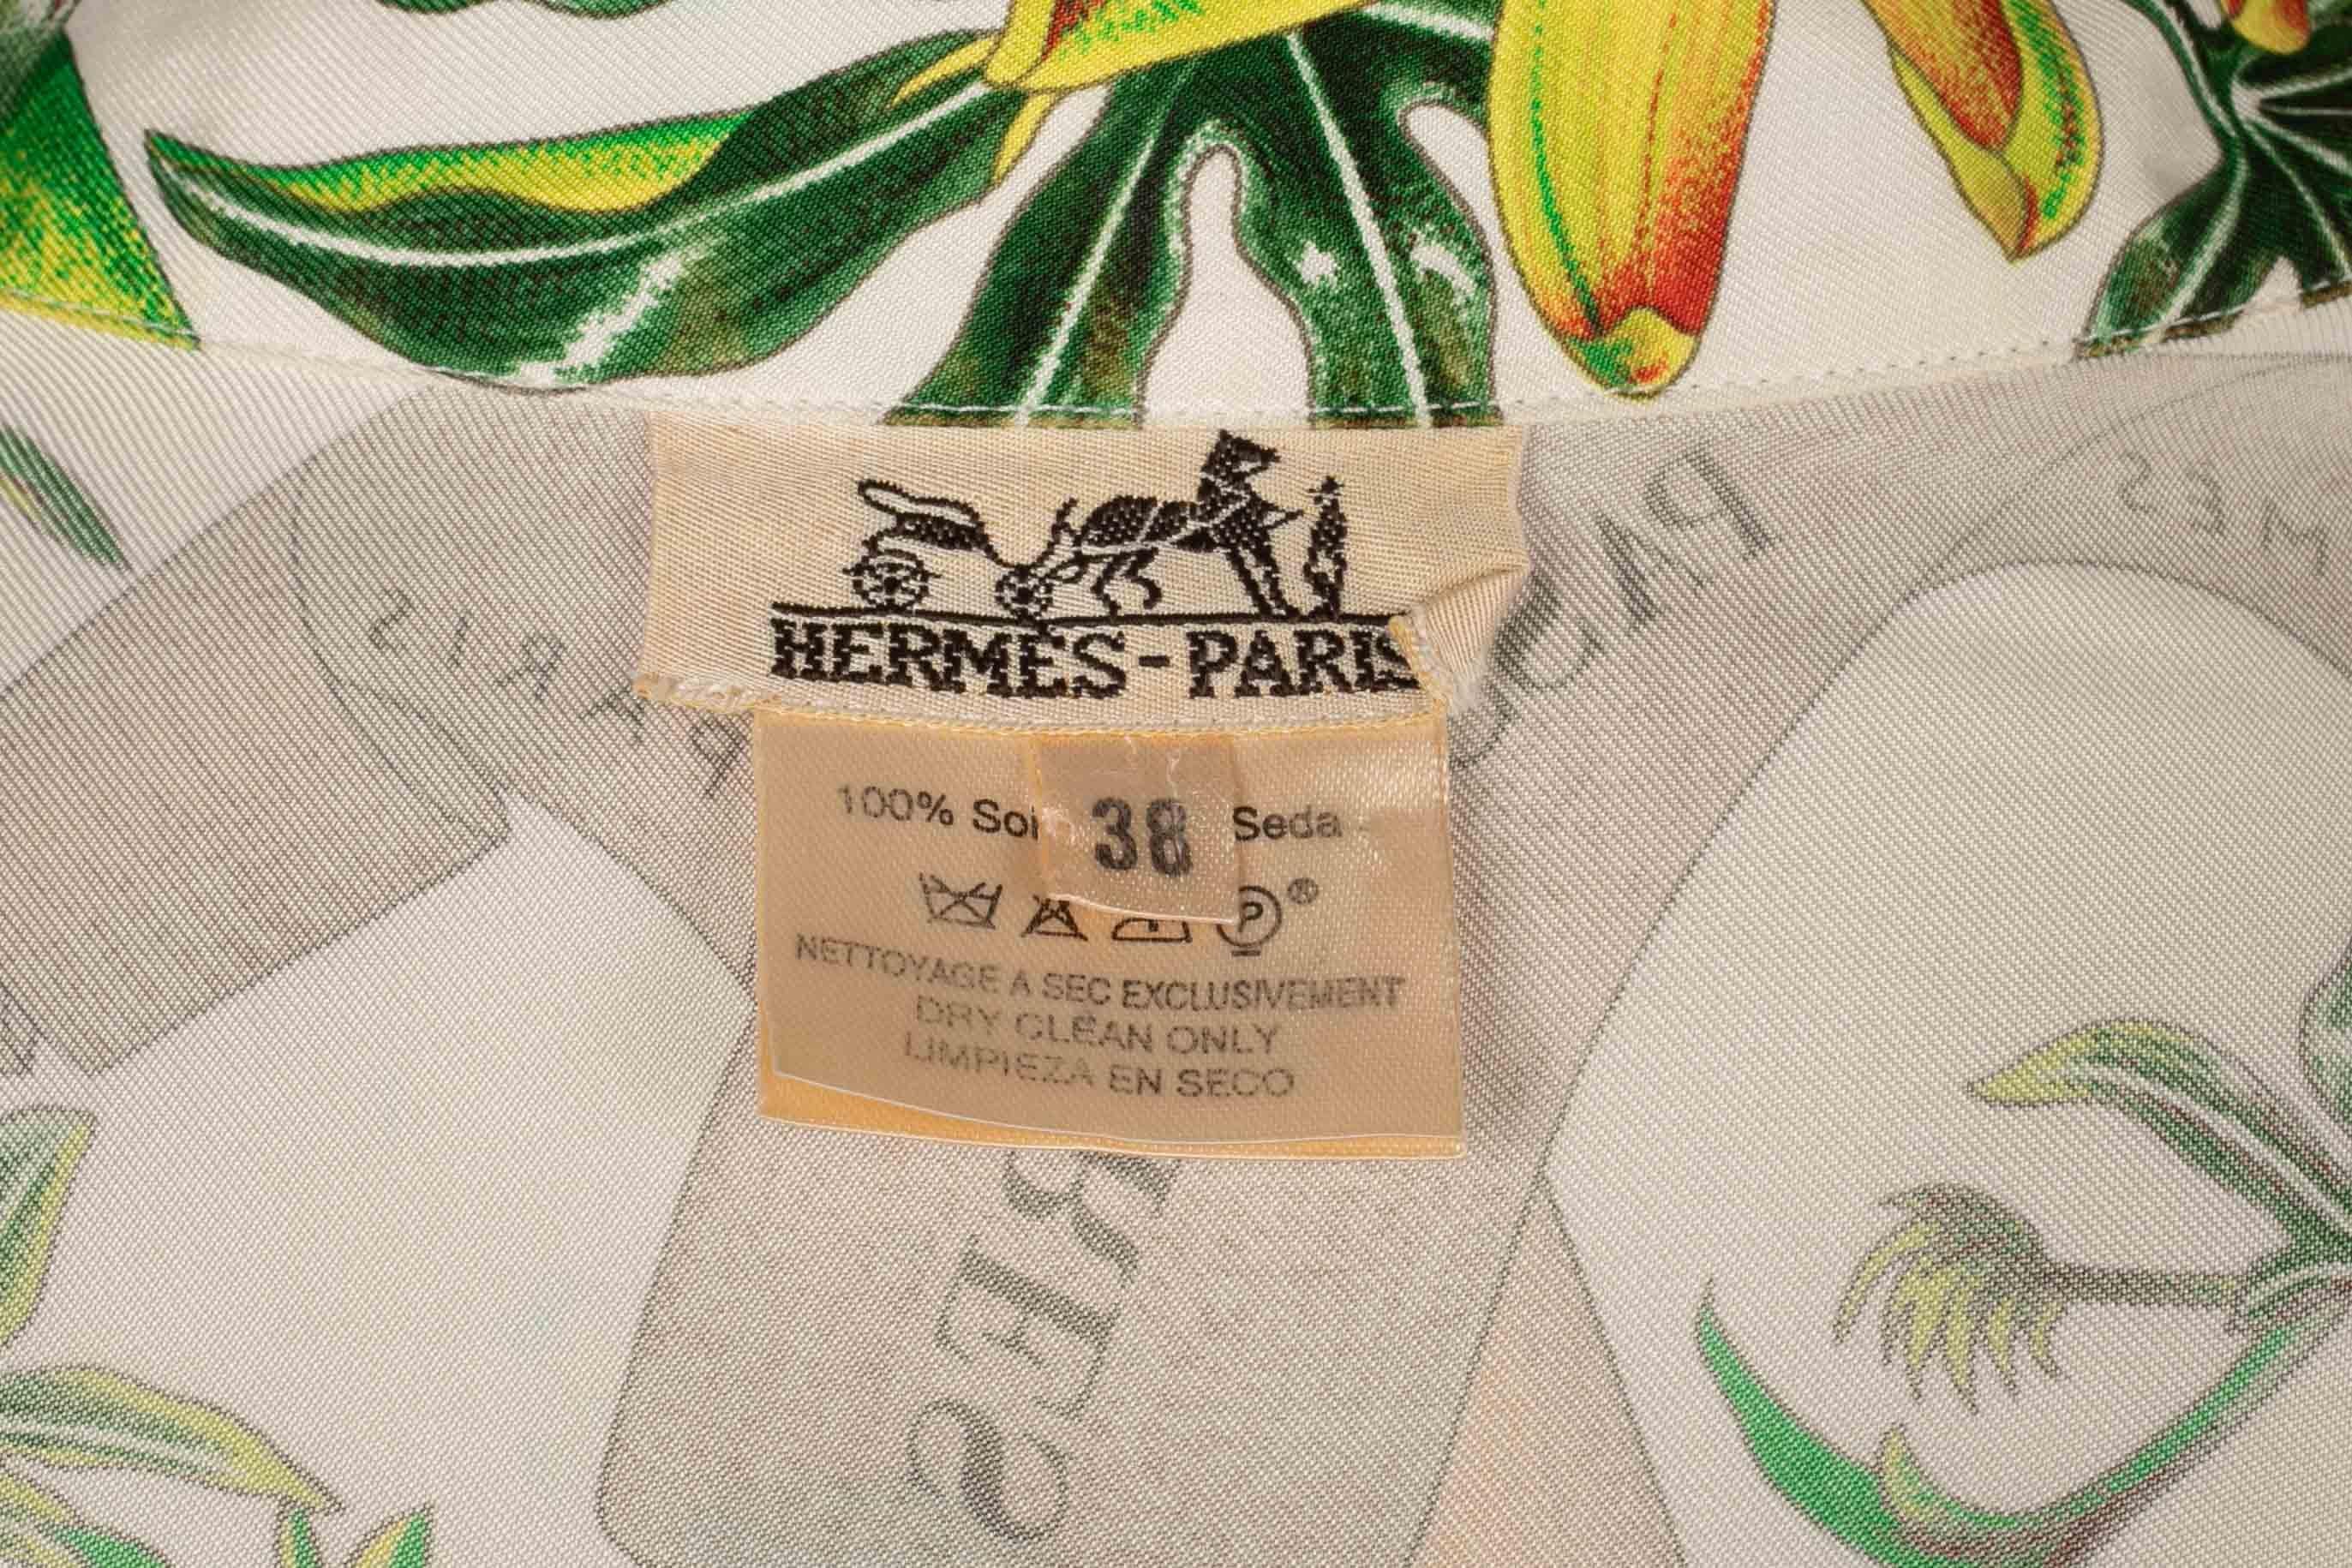 HERMES-PARIS
100% Soi 38 Seda
P ®
NETTOYAGE A SEC EXCLUSIVEMENT
DRY CLEAN ONLY
LIMPIEZA EN SECO